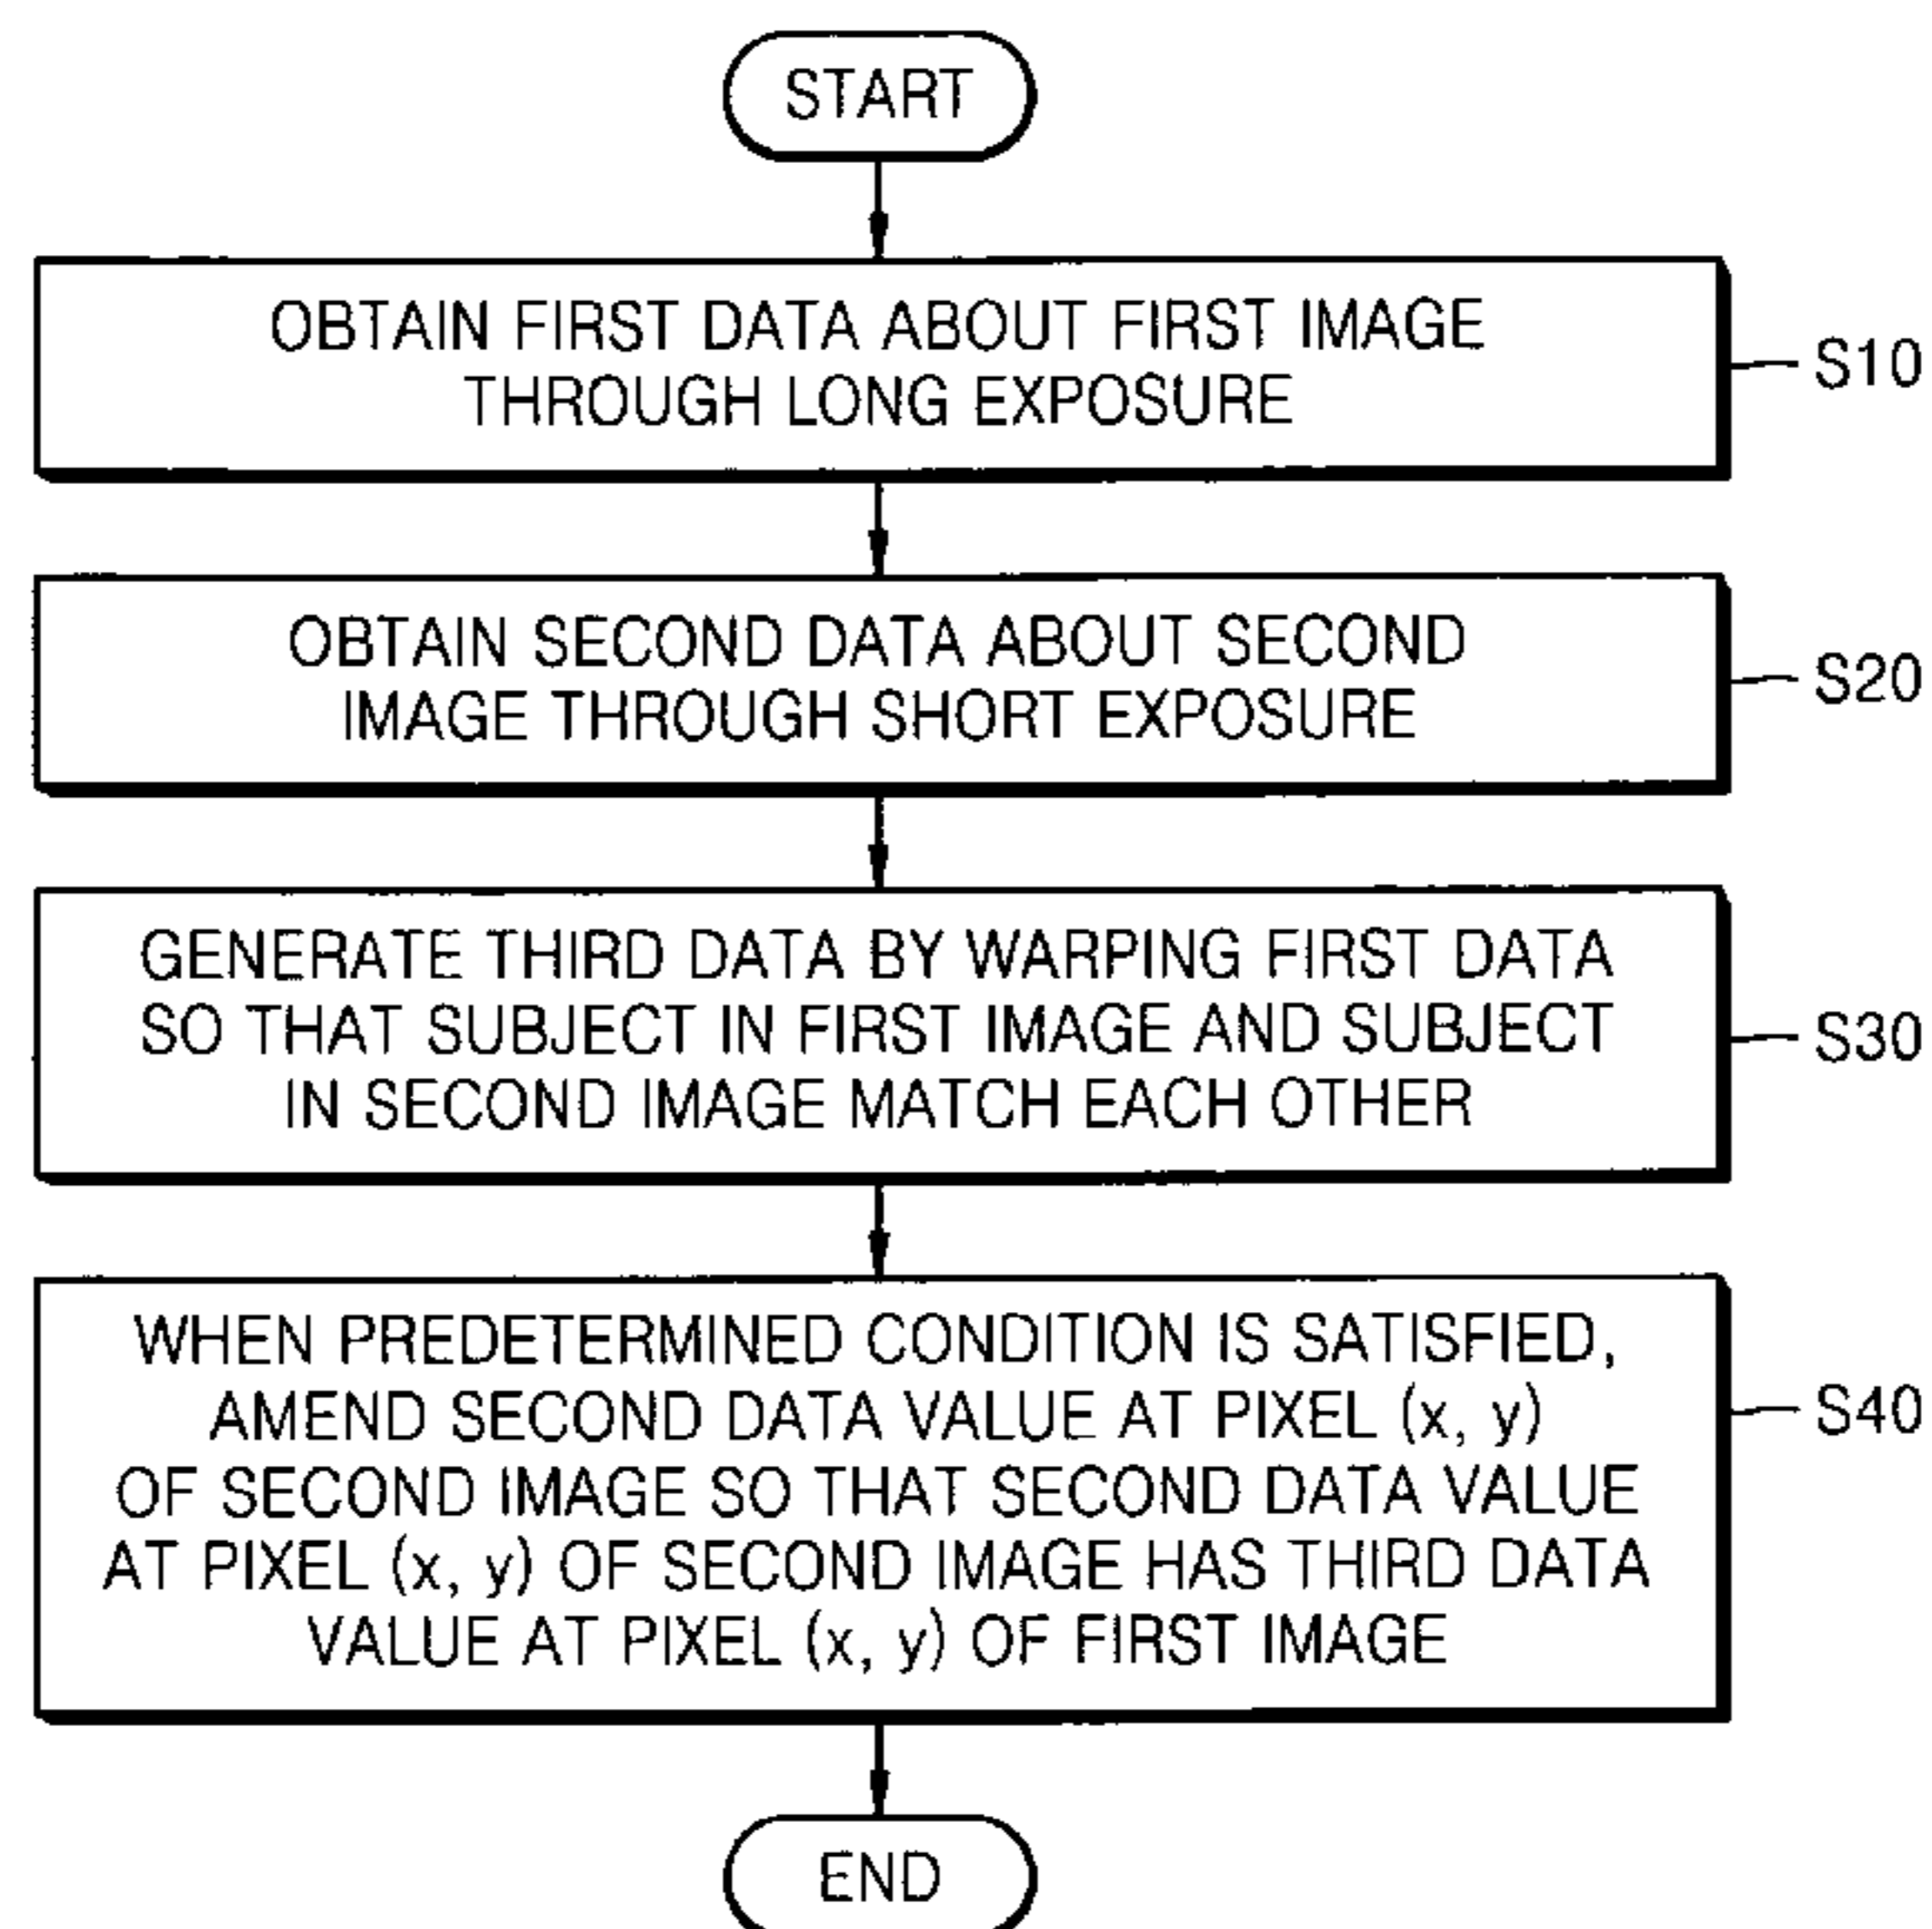 START
OBTAIN FIRST DATA ABOUT FIRST IMAGE
THROUGH LONG EXPOSURE
S10
OBTAIN SECOND DATA ABOUT SECOND
IMAGE THROUGH SHORT EXPOSURE
S20
GENERATE THIRD DATA BY WARPING FIRST DATA
SO THAT SUBJECT IN FIRST IMAGE AND SUBJECT
IN SECOND IMAGE MATCH EACH OTHER
S30
WHEN PREDETERMINED CONDITION IS SATISFIED,
AMEND SECOND DATA VALUE AT PIXEL (x, y)
OF SECOND IMAGE SO THAT SECOND DATA VALUE
AT PIXEL (x, y) OF SECOND IMAGE HAS THIRD DATA
VALUE AT PIXEL (x, y) OF FIRST IMAGE
S40
END